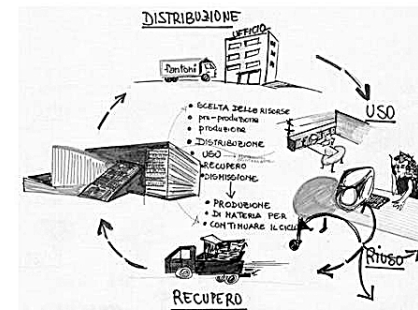 DISTRIBUZIONE
UFFICIO
Fantoni
USO
SCELTA DELLE RISORSE
pre-produzione
produzione
DISTRIBUZIONE
USO
RECUPERO
DISMISSIONE
PRODUZIONE
DI MATERIA PER
CONTINUARE IL CICLO
RIUSO
RECUPERO